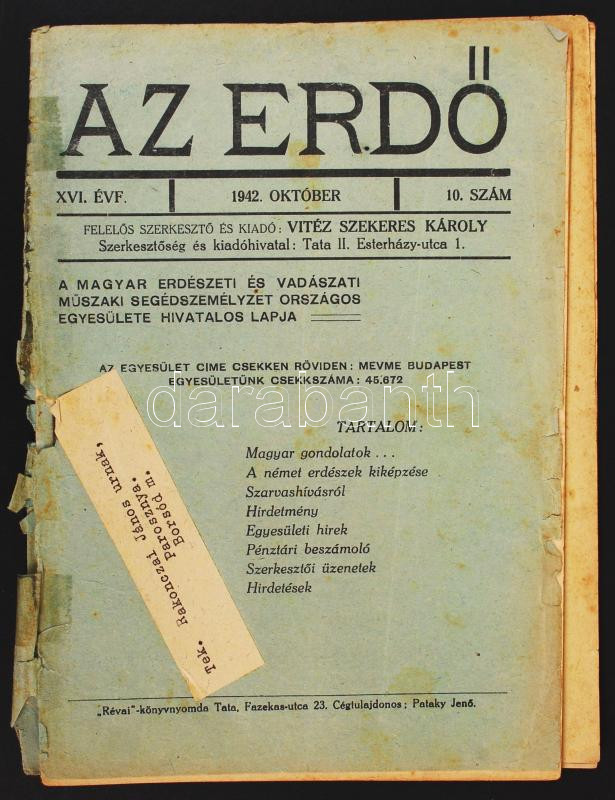 AZ ERDŐ
XVI. ÉVF.
1942. OKTÓBER
10. SZÁM
FELELŐS SZERKESZTŐ ÉS KIADÓ: VITÉZ SZEKERES KÁROLY
Szerkesztőség és kiadóhivatal: Tata II. Esterházy-utca 1.
A MAGYAR ERDÉSZETI ÉS VADÁSZATI
MŰSZAKI SEGÉDSZEMÉLYZET ORSZÁGOS
EGYESÜLETE HIVATALOS LAPJA
AZ EGYESÜLET CIME CSEKKEN RÖVIDEN: MEVME BUDAPEST
EGYESÜLETÜNK CSEKKSZÁMA: 45.672
darabanth
TARTALOM:
Magyar gondolatok . . .
A német erdészek kiképzése
Szarvashívásról
Hirdetmény
Egyesületi hirek
Pénztári beszámoló
Szerkesztői üzenetek
Hirdetések
Tek. Rakonczai János urnak,
Parosznya.
Borsód m.
„Révai"-könyvnyomda Tata, Fazekas-utca 23. Cégtulajdonos; Pataky Jenő.